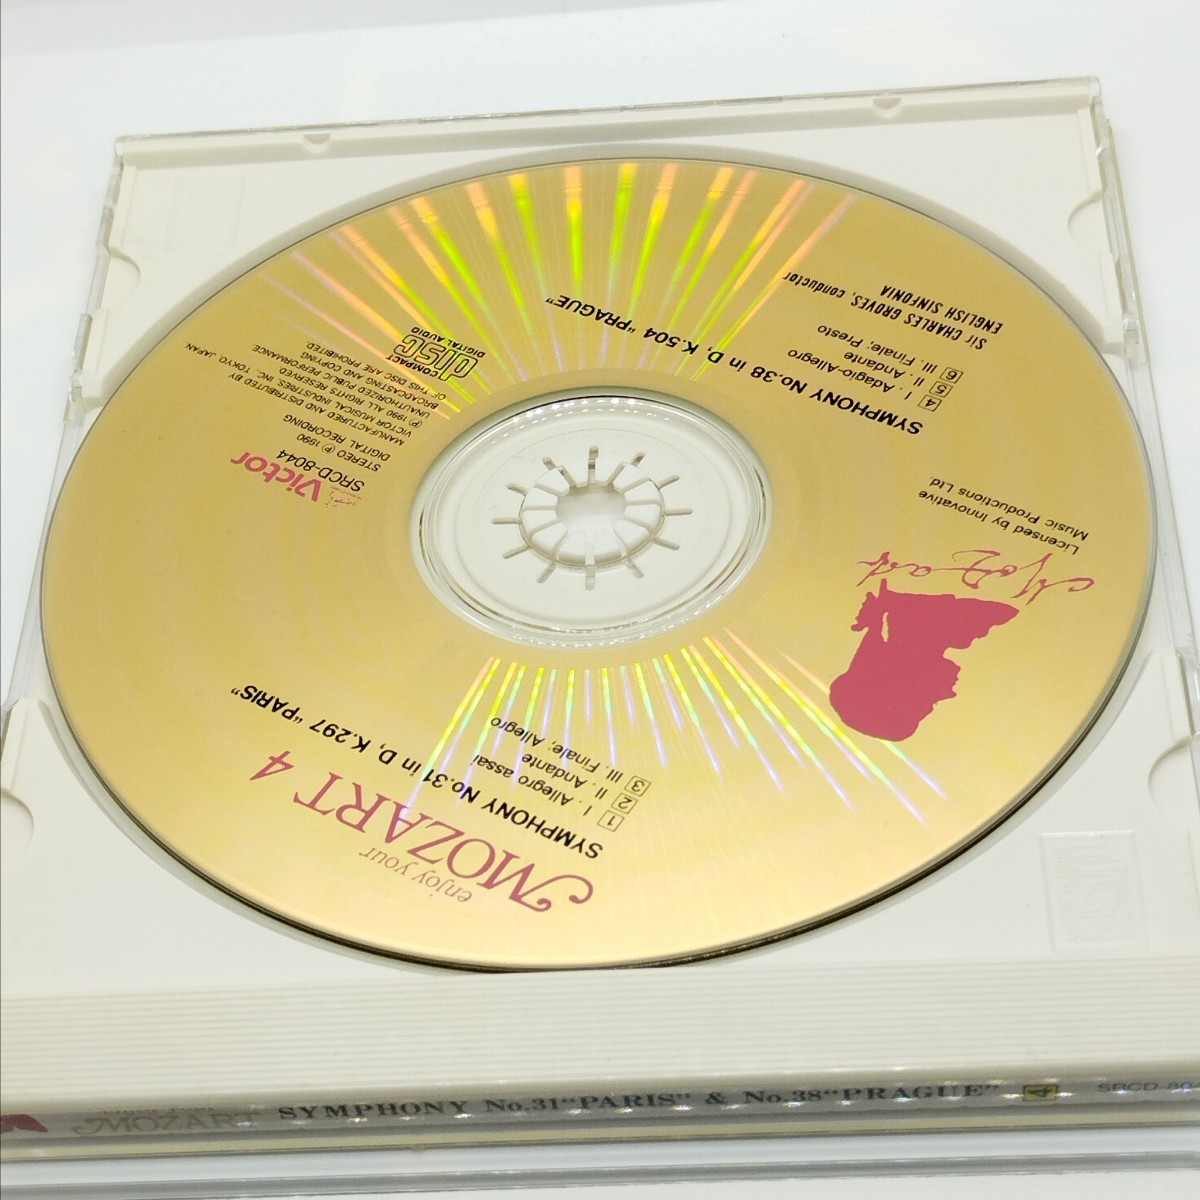 enjoy your
MOZART 4
SYMPHONY No.31 in D, K.297 "PARIS"
1 I . Allegro assai
2 II . Andante
3 III. Finale; Allegro
Mozart
Licensed by Innovative
Music Productions Ltd.
SYMPHONY No.38 in D, K.504 "PRAGUE"
4 I . Adagio-Allegro
5 II . Andante
6 III. Finale, Presto
Sir CHARLES GROVES, conductor
ENGLISH SINFONIA
Victor
SRCD-8044
STEREO Ⓟ 1990
DIGITAL RECORDING
MANUFACTURED AND DISTRIBUTED BY
VICTOR MUSICAL INDUSTRIES, INC. TOKYO, JAPAN
Ⓟ 1990 ALL RIGHTS RESERVED.
UNAUTHORIZED PUBLIC PERFORMANCE,
BROADCASTING AND COPYING
OF THIS DISC ARE PROHIBITED.
COMPACT
disc
DIGITAL AUDIO
MOZART SYMPHONY No.31"PARIS" & No.38"PRAGUE" 4